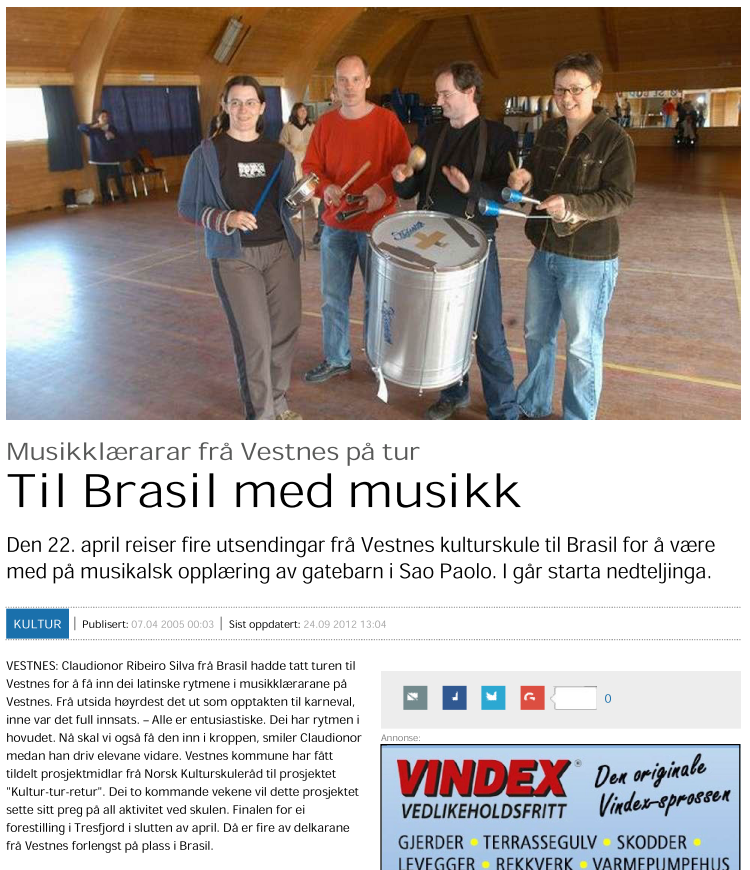 Musikklærarar frå Vestnes på tur
Til Brasil med musikk
Den 22. april reiser fire utsendingar frå Vestnes kulturskule til Brasil for å være
med på musikalsk opplæring av gatebarn i Sao Paolo. I går starta nedteljinga.
KULTUR | Publisert: 07.04 2005 00:03 | Sist oppdatert: 24.09 2012 13:04
VESTNES: Claudionor Ribeiro Silva frå Brasil hadde tatt turen til
Vestnes for å få inn dei latinske rytmene i musikklærarane på
Vestnes. Frå utsida høyrdest det ut som opptakten til karneval,
inne var det full innsats. – Alle er entusiastiske. Dei har rytmen i
hovudet. Nå skal vi også få den inn i kroppen, smiler Claudionor
medan han driv elevane vidare. Vestnes kommune har fått
tildelt prosjektmidlar frå Norsk Kulturskuleråd til prosjektet
"Kultur-tur-retur". Dei to kommande vekene vil dette prosjektet
sette sitt preg på all aktivitet ved skulen. Finalen for ei
forestilling i Tresfjord i slutten av april. Då er fire av delkarane
frå Vestnes forlengst på plass i Brasil.
0
Annonse:
VINDEX®
VEDLIKEHOLDSFRITT
Den originale
Vindex-sprossen
GJERDER • TERRASSEGULV • SKODDER •
LEVEGGER • REKKVERK • VARMEPUMPEHUS